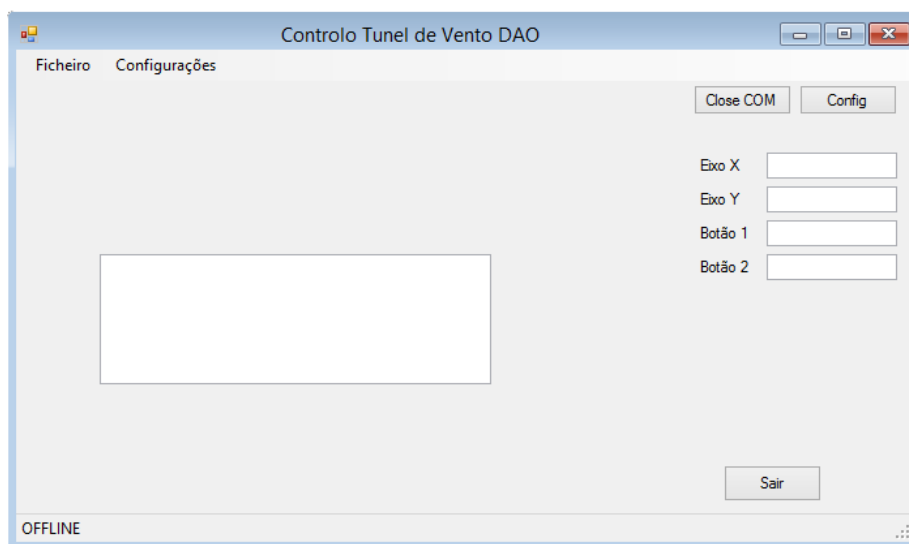 Controlo Tunel de Vento DAO
Ficheiro Configurações
Close COM Config
Eixo X
Eixo Y
Botão 1
Botão 2
Sair
OFFLINE